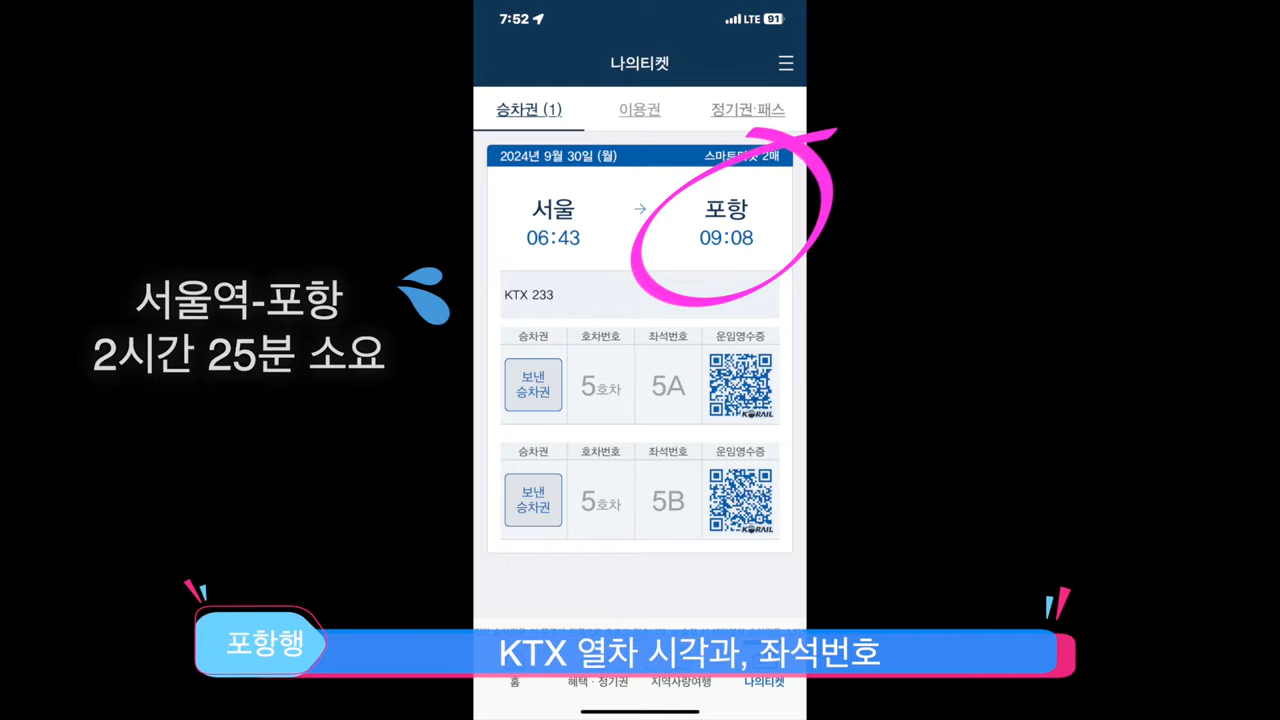 7:52
LTE 91
나의티켓
승차권 (1) 이용권 정기권·패스
2024년 9월 30일 (월) 스마트티켓 2매
서울 → 포항
06:43 09:08
KTX 233
승차권 호차번호 좌석번호 운임영수증
보낸
승차권
5호차 5A
KORAIL
승차권 호차번호 좌석번호 운임영수증
보낸
승차권
5호차 5B
KORAIL
서울역-포항
2시간 25분 소요
포항행
KTX 열차 시각과, 좌석번호
홈 혜택·정기권 지역사랑여행 나의티켓